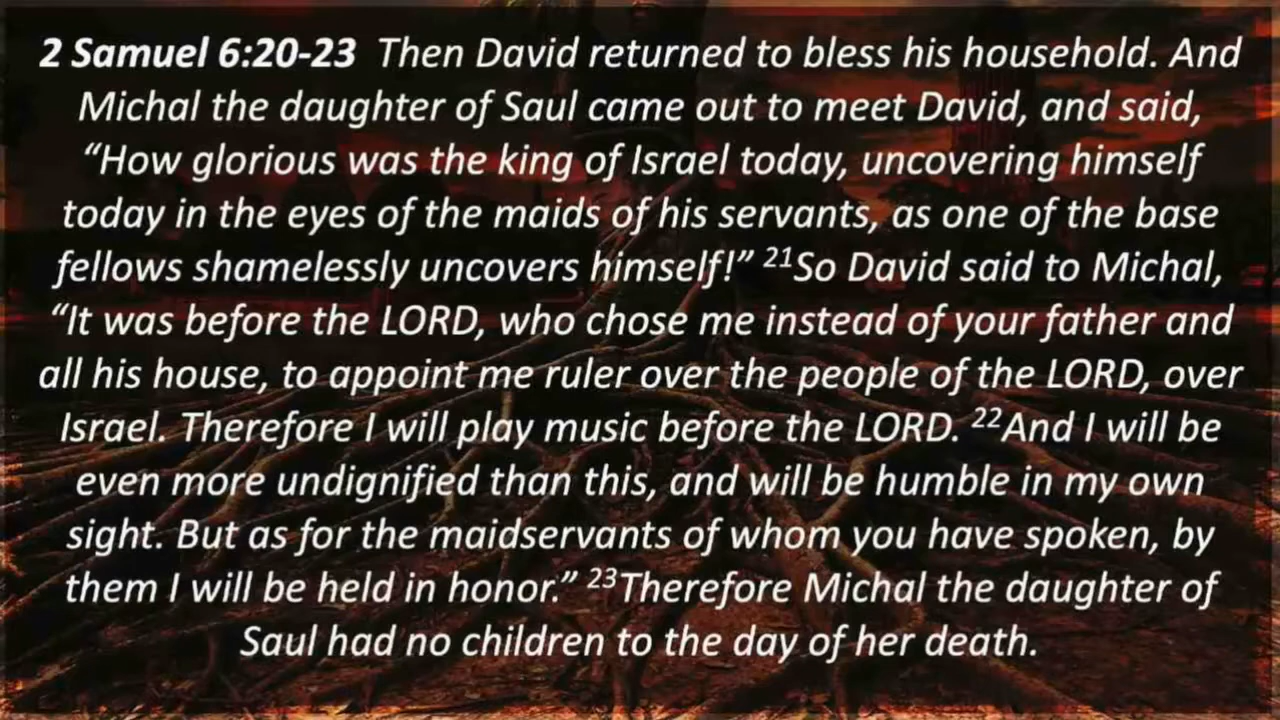 2 Samuel 6:20-23 Then David returned to bless his household. And
Michal the daughter of Saul came out to meet David, and said,
“How glorious was the king of Israel today, uncovering himself
today in the eyes of the maids of his servants, as one of the base
fellows shamelessly uncovers himself!” ²¹So David said to Michal,
“It was before the LORD, who chose me instead of your father and
all his house, to appoint me ruler over the people of the LORD, over
Israel. Therefore I will play music before the LORD. ²²And I will be
even more undignified than this, and will be humble in my own
sight. But as for the maidservants of whom you have spoken, by
them I will be held in honor.” ²³Therefore Michal the daughter of
Saul had no children to the day of her death.